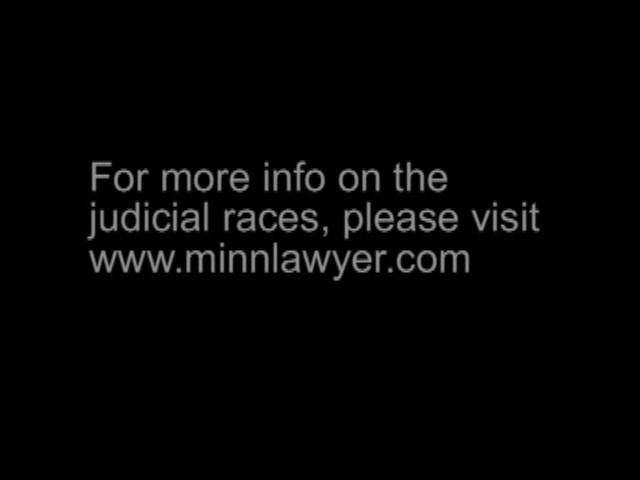 For more info on the
judicial races, please visit
www.minnlawyer.com